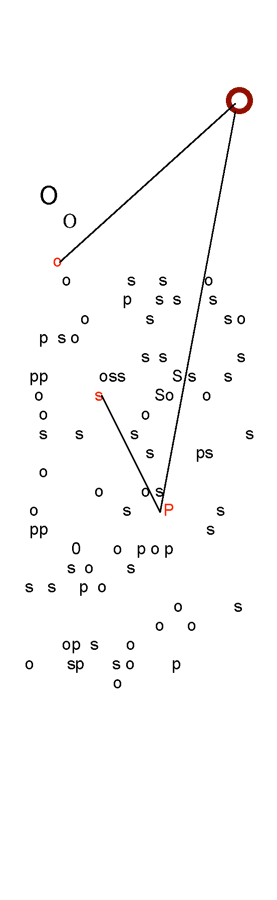 O
O
O
o
o s s o
p s s s
o s s o
p s o
s s s
pp oss S s s
o s So o
o o
s s s s
s ps
o
o o s
o s P s
pp s
0 o p o p
s o s
s s p o
o s
o o
op s o
o sp s o p
o